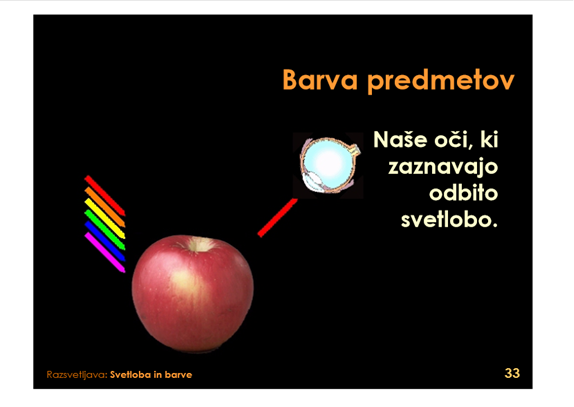 Barva predmetov
Naše oči, ki
zaznavajo
odbito
svetlobo.
Razsvetljava: Svetloba in barve
33